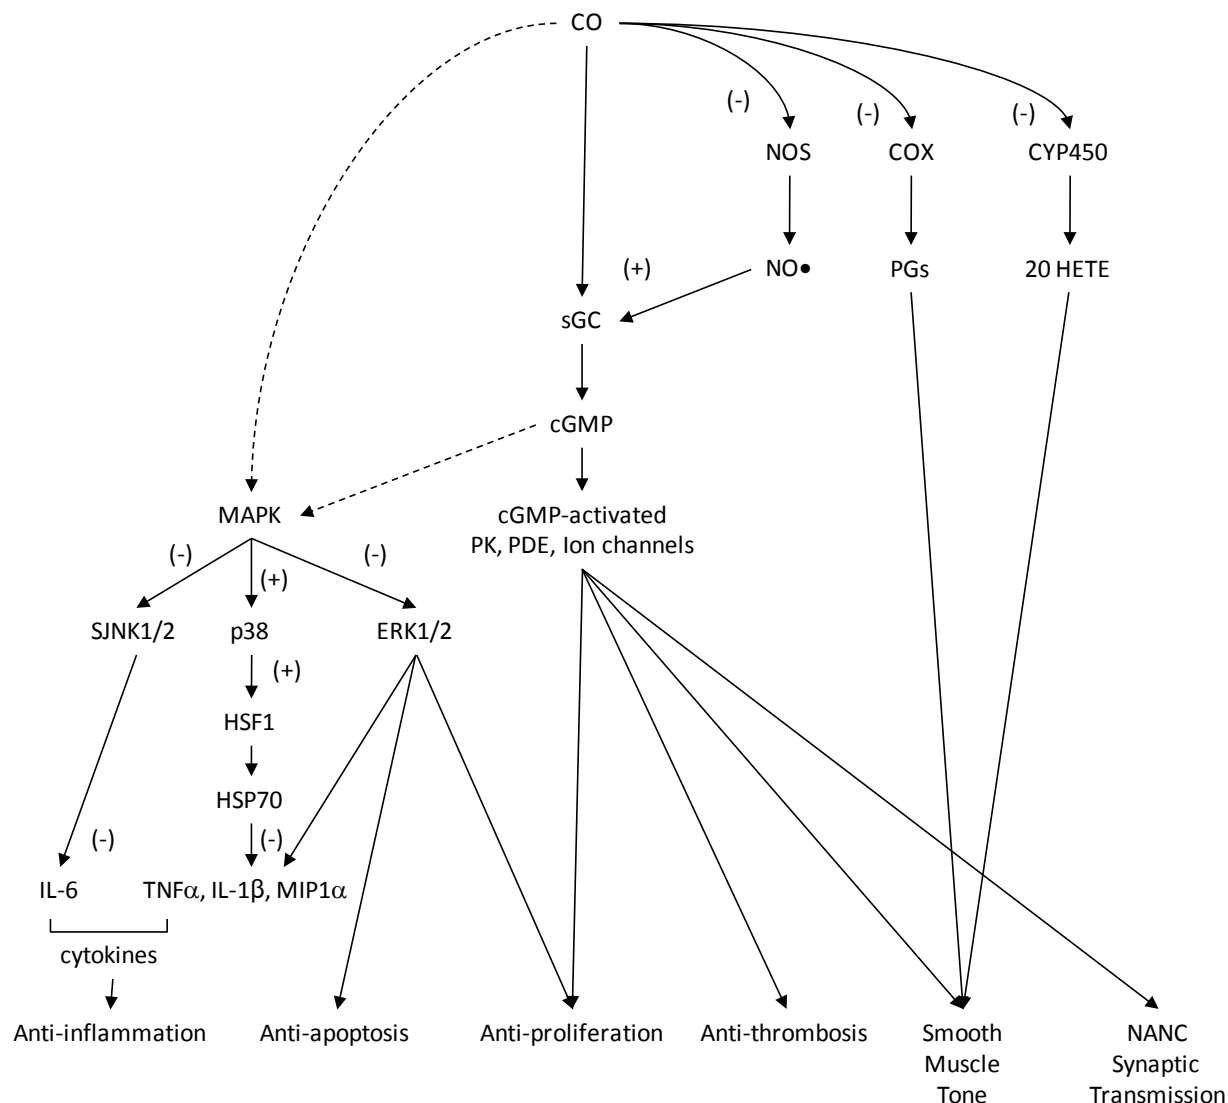 CO
(-)
(-)
(-)
NOS
COX
CYP450
(+)
NO●
PGs
20 HETE
sGC
cGMP
MAPK
cGMP-activated
PK, PDE, Ion channels
(-)
(+)
(-)
SJNK1/2
p38
ERK1/2
(+)
HSF1
HSP70
(-)
(-)
IL-6
TNFα, IL-1β, MIP1α
cytokines
Anti-inflammation
Anti-apoptosis
Anti-proliferation
Anti-thrombosis
Smooth
Muscle
Tone
NANC
Synaptic
Transmission